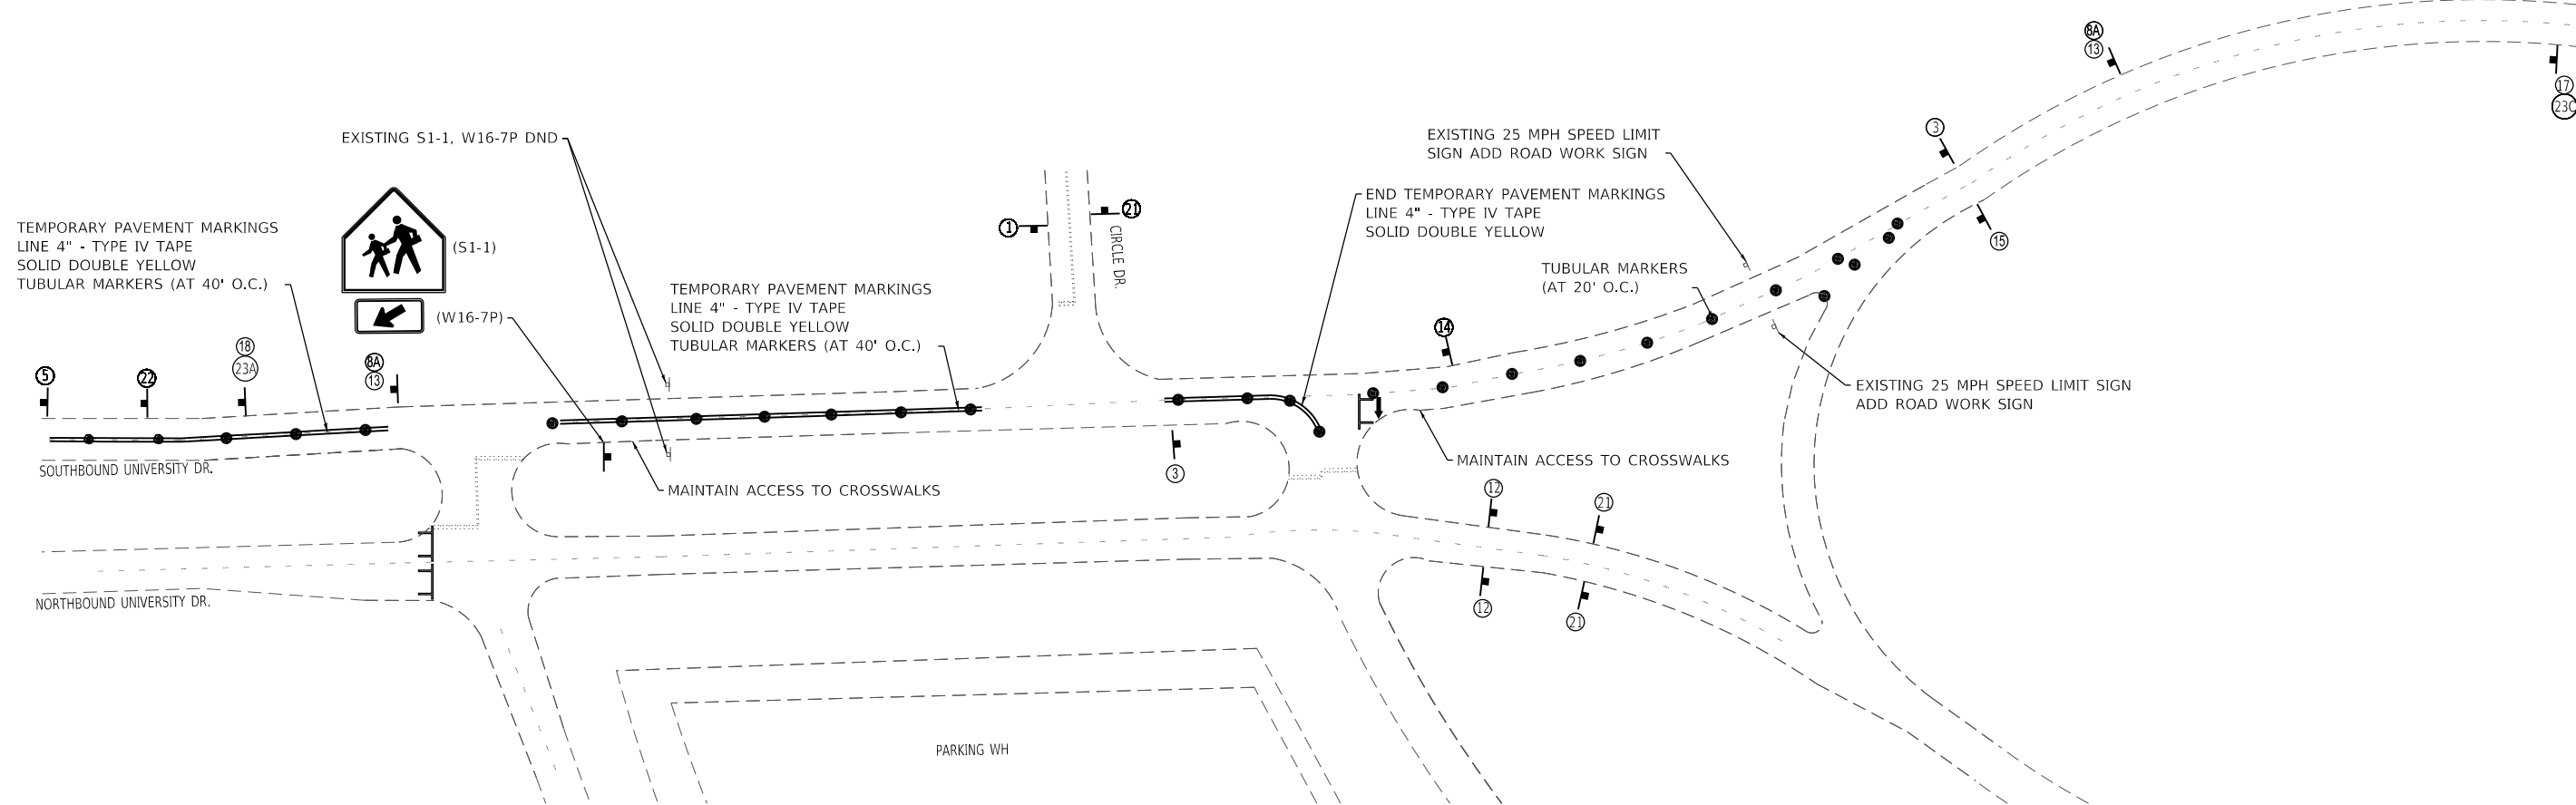 8A
13
17
23C
3
EXISTING 25 MPH SPEED LIMIT
SIGN ADD ROAD WORK SIGN
EXISTING S1-1, W16-7P DND
END TEMPORARY PAVEMENT MARKINGS
LINE 4" - TYPE IV TAPE
SOLID DOUBLE YELLOW
1
21
CIRCLE DR.
15
TEMPORARY PAVEMENT MARKINGS
LINE 4" - TYPE IV TAPE
SOLID DOUBLE YELLOW
TUBULAR MARKERS (AT 40' O.C.)
(S1-1)
(W16-7P)
TEMPORARY PAVEMENT MARKINGS
LINE 4" - TYPE IV TAPE
SOLID DOUBLE YELLOW
TUBULAR MARKERS (AT 40' O.C.)
TUBULAR MARKERS
(AT 20' O.C.)
14
5
22
18
23A
8A
13
EXISTING 25 MPH SPEED LIMIT SIGN
ADD ROAD WORK SIGN
SOUTHBOUND UNIVERSITY DR.
MAINTAIN ACCESS TO CROSSWALKS
3
MAINTAIN ACCESS TO CROSSWALKS
12
21
NORTHBOUND UNIVERSITY DR.
12
21
PARKING WH